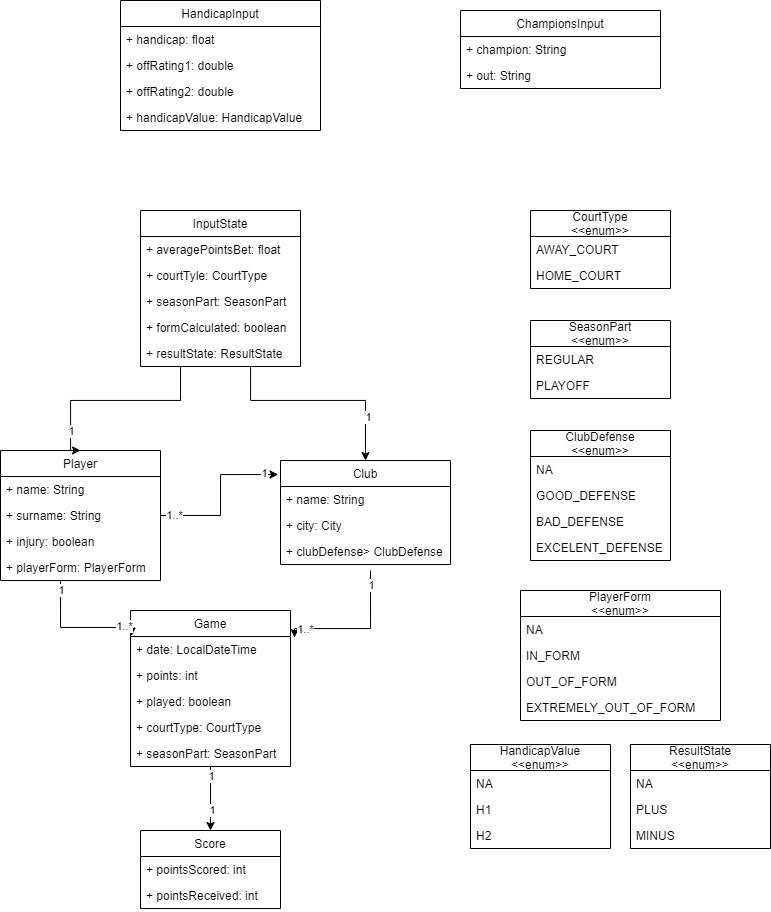 HandicapInput
+ handicap: float
+ offRating1: double
+ offRating2: double
+ handicapValue: HandicapValue
ChampionsInput
+ champion: String
+ out: String
InputState
+ averagePointsBet: float
+ courtTyle: CourtType
+ seasonPart: SeasonPart
+ formCalculated: boolean
+ resultState: ResultState
CourtType
<<enum>>
AWAY_COURT
HOME_COURT
SeasonPart
<<enum>>
REGULAR
PLAYOFF
1
1
Player
+ name: String
+ surname: String
+ injury: boolean
+ playerForm: PlayerForm
1..*
1
Club
+ name: String
+ city: City
+ clubDefense> ClubDefense
ClubDefense
<<enum>>
NA
GOOD_DEFENSE
BAD_DEFENSE
EXCELENT_DEFENSE
1
1..*
1
1..*
Game
+ date: LocalDateTime
+ points: int
+ played: boolean
+ courtType: CourtType
+ seasonPart: SeasonPart
PlayerForm
<<enum>>
NA
IN_FORM
OUT_OF_FORM
EXTREMELY_OUT_OF_FORM
HandicapValue
<<enum>>
NA
H1
H2
ResultState
<<enum>>
NA
PLUS
MINUS
1
1
Score
+ pointsScored: int
+ pointsReceived: int